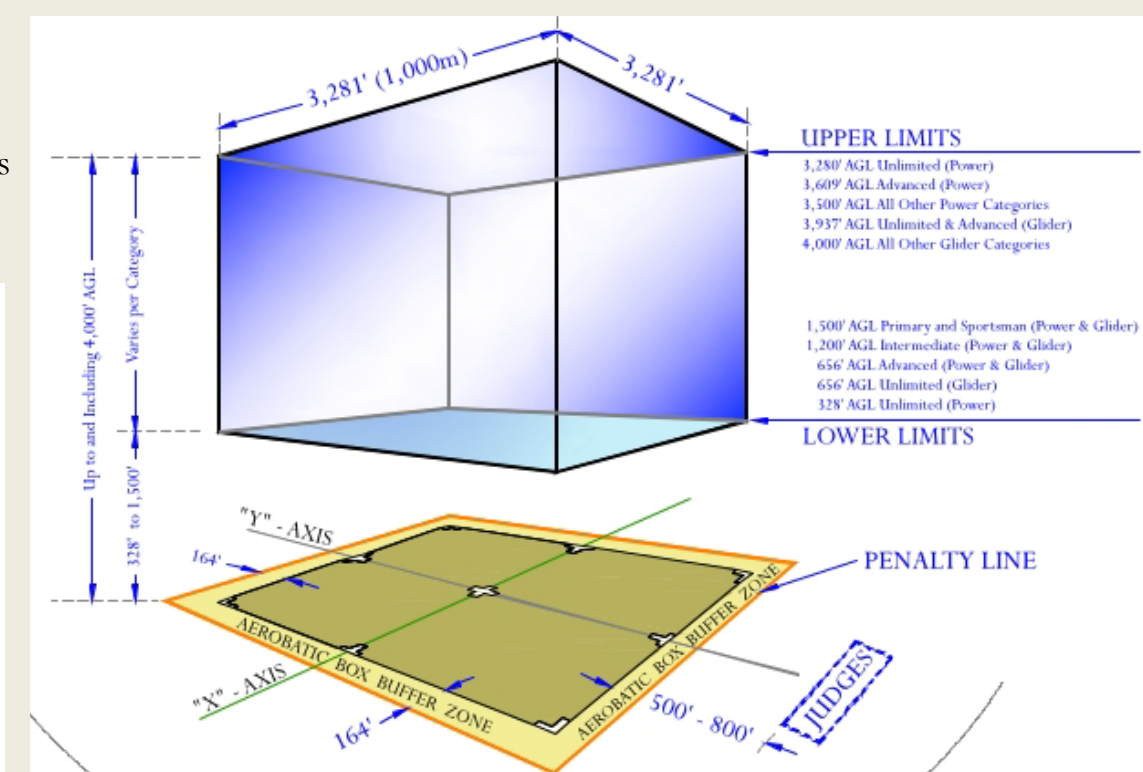 s
3,281' (1,000m)
3,281'
UPPER LIMITS
3,280' AGL Unlimited (Power)
3,609' AGL Advanced (Power)
3,500' AGL All Other Power Categories
3,937' AGL Unlimited & Advanced (Glider)
4,000' AGL All Other Glider Categories
Up to and Including 4,000' AGL
Varies per Category
1,500' AGL Primary and Sportsman (Power & Glider)
1,200' AGL Intermediate (Power & Glider)
656' AGL Advanced (Power & Glider)
656' AGL Unlimited (Glider)
328' AGL Unlimited (Power)
LOWER LIMITS
328' to 1,500'
"Y" - AXIS
164'
PENALTY LINE
AEROBATIC BOX BUFFER ZONE
AEROBATIC BOX BUFFER ZONE
"X" - AXIS
164'
500' - 800'
JUDGES